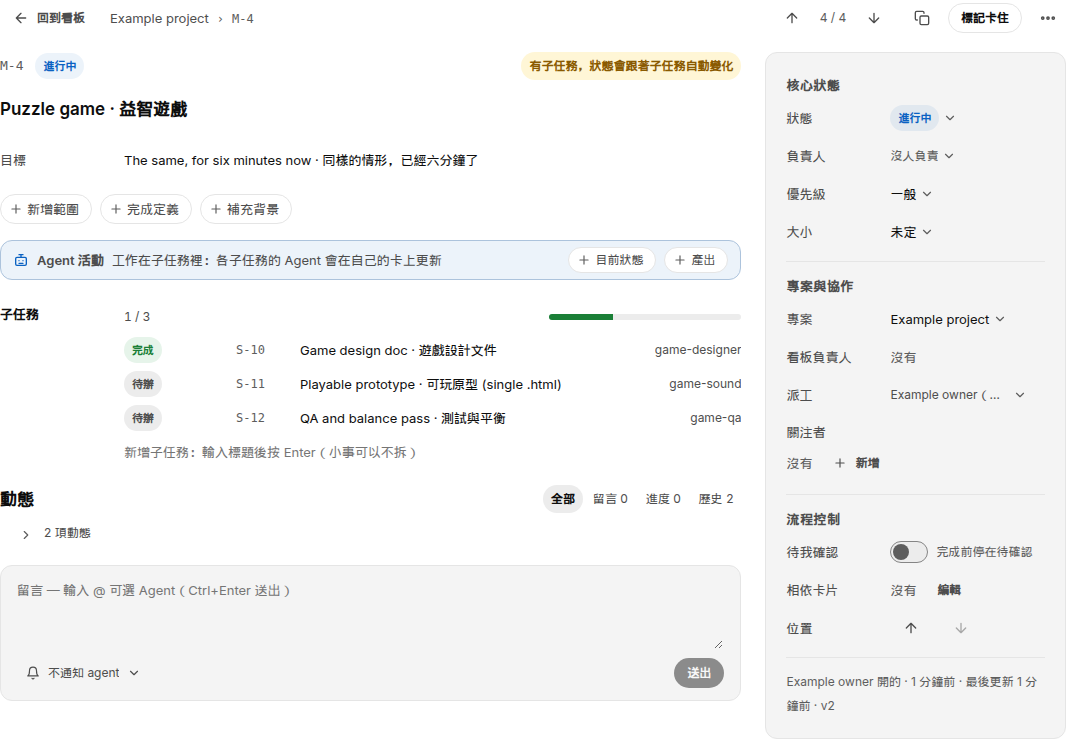 回到看板 Example project › M-4 4 / 4 標記卡住
M-4 進行中 有子任務，狀態會跟著子任務自動變化
Puzzle game · 益智遊戲
目標 The same, for six minutes now · 同樣的情形，已經六分鐘了
新增範圍 完成定義 補充背景
Agent 活動 工作在子任務裡：各子任務的 Agent 會在自己的卡上更新 目前狀態 產出
子任務 1 / 3
完成 S-10 Game design doc · 遊戲設計文件 game-designer
待辦 S-11 Playable prototype · 可玩原型 (single .html) game-sound
待辦 S-12 QA and balance pass · 測試與平衡 game-qa
新增子任務：輸入標題後按 Enter（小事可以不拆）
動態 全部 留言 0 進度 0 歷史 2
2 項動態
留言 — 輸入 @ 可選 Agent（Ctrl+Enter 送出）
不通知 agent 送出
核心狀態
狀態 進行中
負責人 沒人負責
優先級 一般
大小 未定
專案與協作
專案 Example project
看板負責人 沒有
派工 Example owner（...
關注者
沒有 新增
流程控制
待我確認 完成前停在待確認
相依卡片 沒有 編輯
位置
Example owner 開的 · 1 分鐘前 · 最後更新 1 分
鐘前 · v2